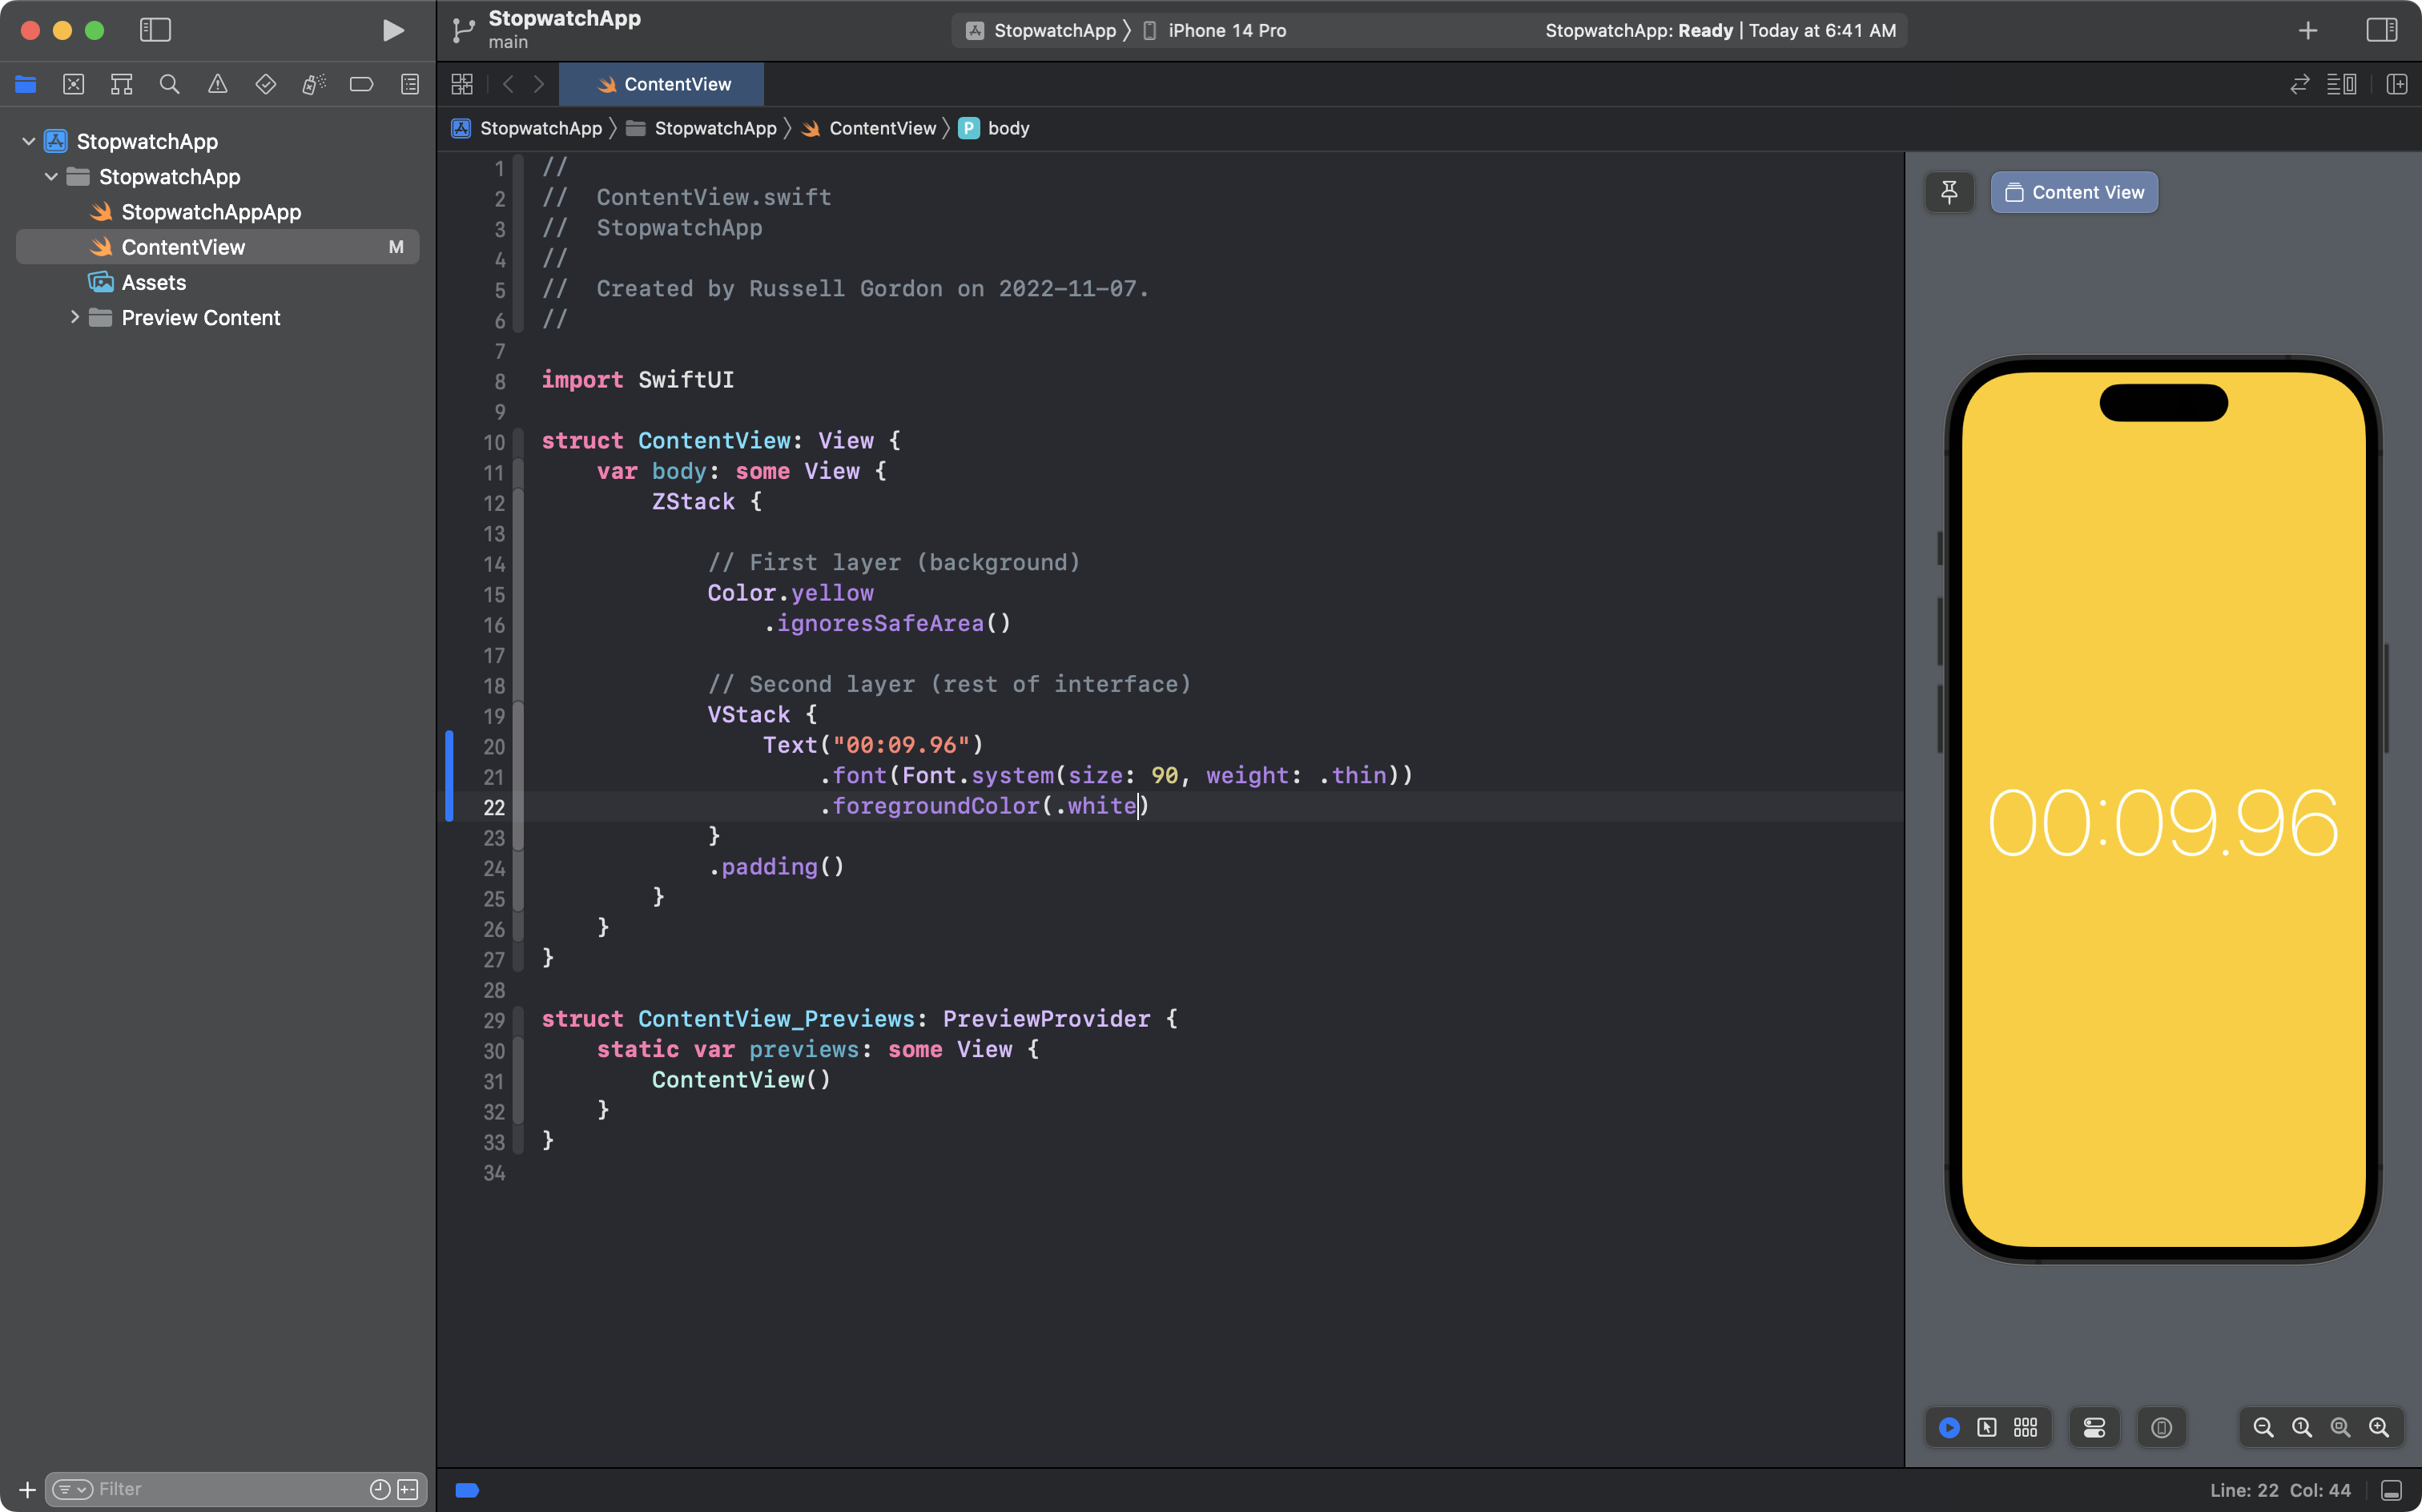 StopwatchApp
main
StopwatchApp
iPhone 14 Pro
StopwatchApp: Ready | Today at 6:41 AM
ContentView
StopwatchApp
StopwatchApp
ContentView
P body
StopwatchApp
StopwatchApp
StopwatchAppApp
ContentView M
Assets
Preview Content
1 //
2 //  ContentView.swift
3 //  StopwatchApp
4 //
5 //  Created by Russell Gordon on 2022-11-07.
6 //
7
8 import SwiftUI
9
10 struct ContentView: View {
11     var body: some View {
12         ZStack {
13
14             // First layer (background)
15             Color.yellow
16                 .ignoresSafeArea()
17
18             // Second layer (rest of interface)
19             VStack {
20                 Text("00:09.96")
21                     .font(Font.system(size: 90, weight: .thin))
22                     .foregroundColor(.white)
23             }
24             .padding()
25         }
26     }
27 }
28
29 struct ContentView_Previews: PreviewProvider {
30     static var previews: some View {
31         ContentView()
32     }
33 }
34
Content View
00:09.96
Filter
Line: 22 Col: 44